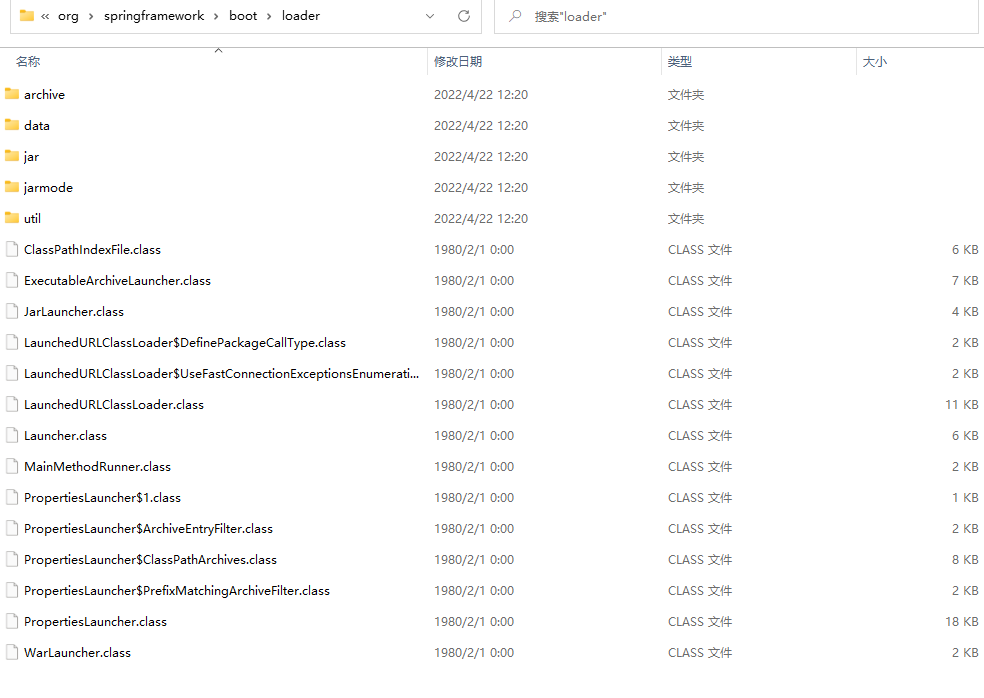 « org › springframework › boot › loader 搜索"loader"
名称 修改日期 类型 大小
archive 2022/4/22 12:20 文件夹
data 2022/4/22 12:20 文件夹
jar 2022/4/22 12:20 文件夹
jarmode 2022/4/22 12:20 文件夹
util 2022/4/22 12:20 文件夹
ClassPathIndexFile.class 1980/2/1 0:00 CLASS 文件 6 KB
ExecutableArchiveLauncher.class 1980/2/1 0:00 CLASS 文件 7 KB
JarLauncher.class 1980/2/1 0:00 CLASS 文件 4 KB
LaunchedURLClassLoader$DefinePackageCallType.class 1980/2/1 0:00 CLASS 文件 2 KB
LaunchedURLClassLoader$UseFastConnectionExceptionsEnumerati... 1980/2/1 0:00 CLASS 文件 2 KB
LaunchedURLClassLoader.class 1980/2/1 0:00 CLASS 文件 11 KB
Launcher.class 1980/2/1 0:00 CLASS 文件 6 KB
MainMethodRunner.class 1980/2/1 0:00 CLASS 文件 2 KB
PropertiesLauncher$1.class 1980/2/1 0:00 CLASS 文件 1 KB
PropertiesLauncher$ArchiveEntryFilter.class 1980/2/1 0:00 CLASS 文件 2 KB
PropertiesLauncher$ClassPathArchives.class 1980/2/1 0:00 CLASS 文件 8 KB
PropertiesLauncher$PrefixMatchingArchiveFilter.class 1980/2/1 0:00 CLASS 文件 2 KB
PropertiesLauncher.class 1980/2/1 0:00 CLASS 文件 18 KB
WarLauncher.class 1980/2/1 0:00 CLASS 文件 2 KB